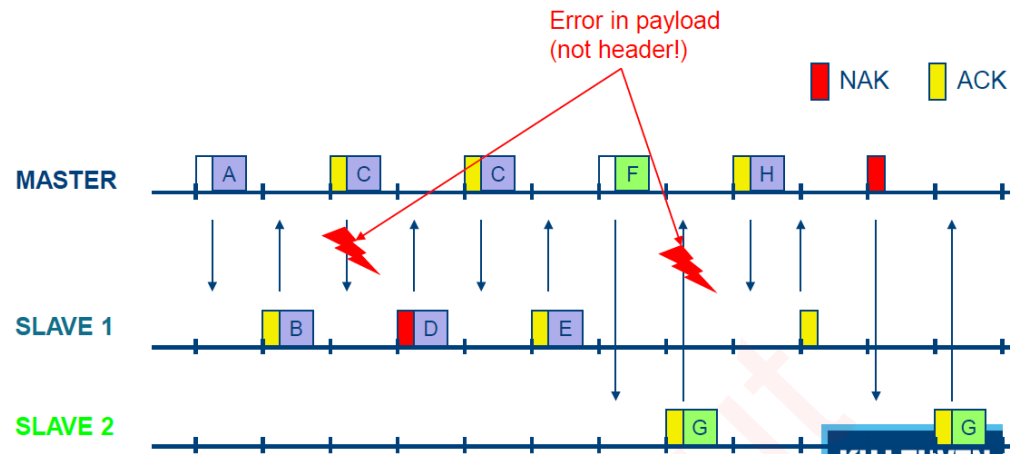 Error in payload
(not header!)
NAK
ACK
MASTER
A
C
C
F
H
SLAVE 1
B
D
E
SLAVE 2
G
G